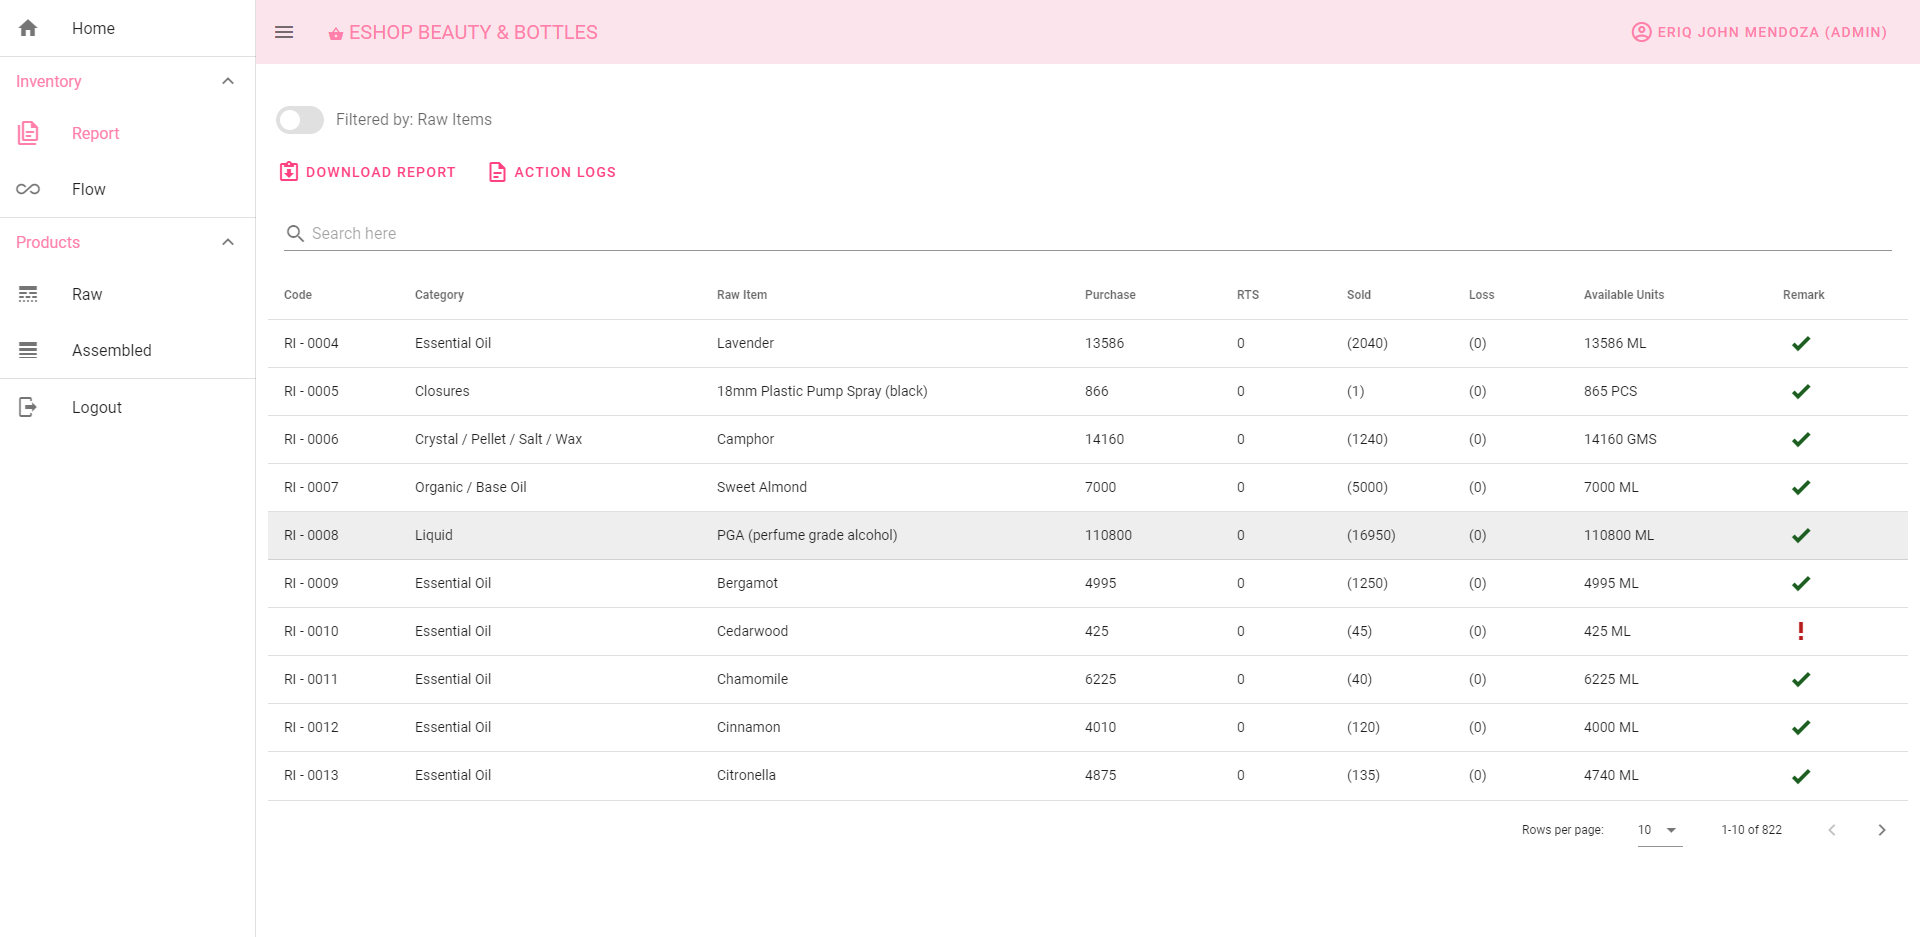 Home
Inventory
Report
Flow
Products
Raw
Assembled
Logout
ESHOP BEAUTY & BOTTLES
ERIQ JOHN MENDOZA (ADMIN)
Filtered by: Raw Items
DOWNLOAD REPORT ACTION LOGS
Search here
Code Category Raw Item Purchase RTS Sold Loss Available Units Remark
RI - 0004 Essential Oil Lavender 13586 0 (2040) (0) 13586 ML
RI - 0005 Closures 18mm Plastic Pump Spray (black) 866 0 (1) (0) 865 PCS
RI - 0006 Crystal / Pellet / Salt / Wax Camphor 14160 0 (1240) (0) 14160 GMS
RI - 0007 Organic / Base Oil Sweet Almond 7000 0 (5000) (0) 7000 ML
RI - 0008 Liquid PGA (perfume grade alcohol) 110800 0 (16950) (0) 110800 ML
RI - 0009 Essential Oil Bergamot 4995 0 (1250) (0) 4995 ML
RI - 0010 Essential Oil Cedarwood 425 0 (45) (0) 425 ML !
RI - 0011 Essential Oil Chamomile 6225 0 (40) (0) 6225 ML
RI - 0012 Essential Oil Cinnamon 4010 0 (120) (0) 4000 ML
RI - 0013 Essential Oil Citronella 4875 0 (135) (0) 4740 ML
Rows per page: 10 1-10 of 822